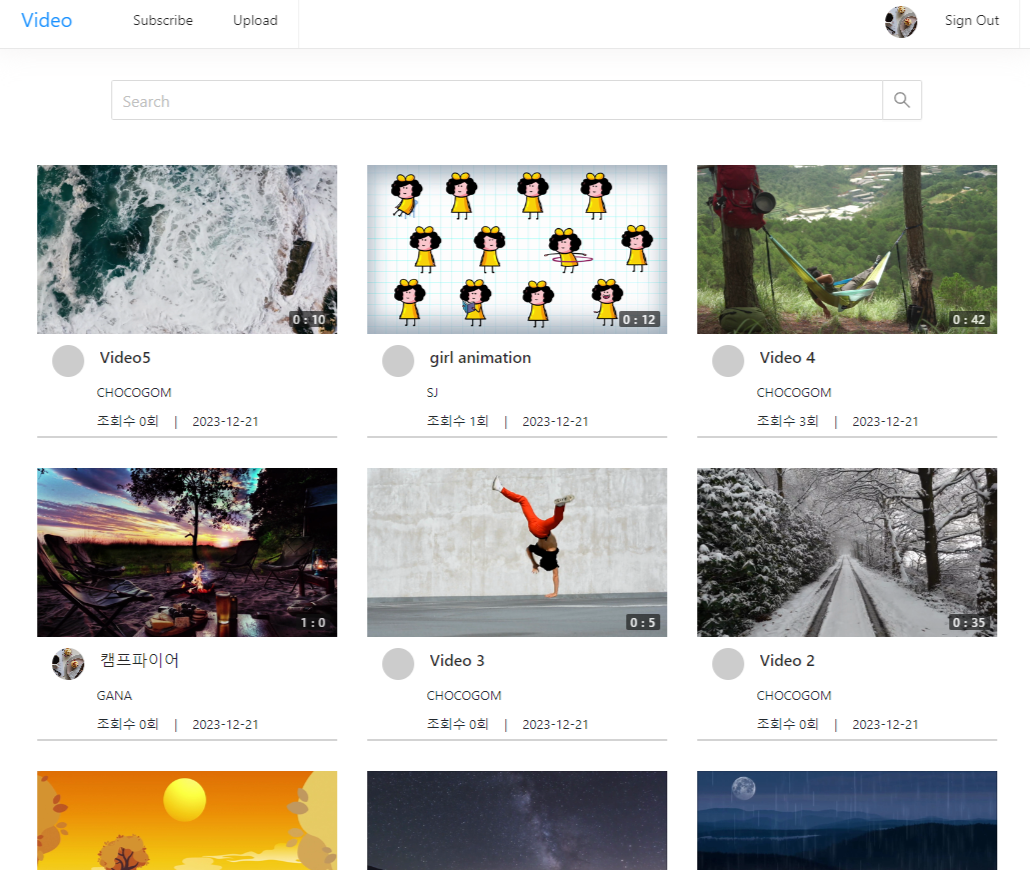 Video Subscribe Upload Sign Out
Search
0 : 10
0 : 12
0 : 42
Video5
CHOCOGOM
조회수 0회 | 2023-12-21
girl animation
SJ
조회수 1회 | 2023-12-21
Video 4
CHOCOGOM
조회수 3회 | 2023-12-21
1 : 0
0 : 5
0 : 35
캠프파이어
GANA
조회수 0회 | 2023-12-21
Video 3
CHOCOGOM
조회수 0회 | 2023-12-21
Video 2
CHOCOGOM
조회수 0회 | 2023-12-21